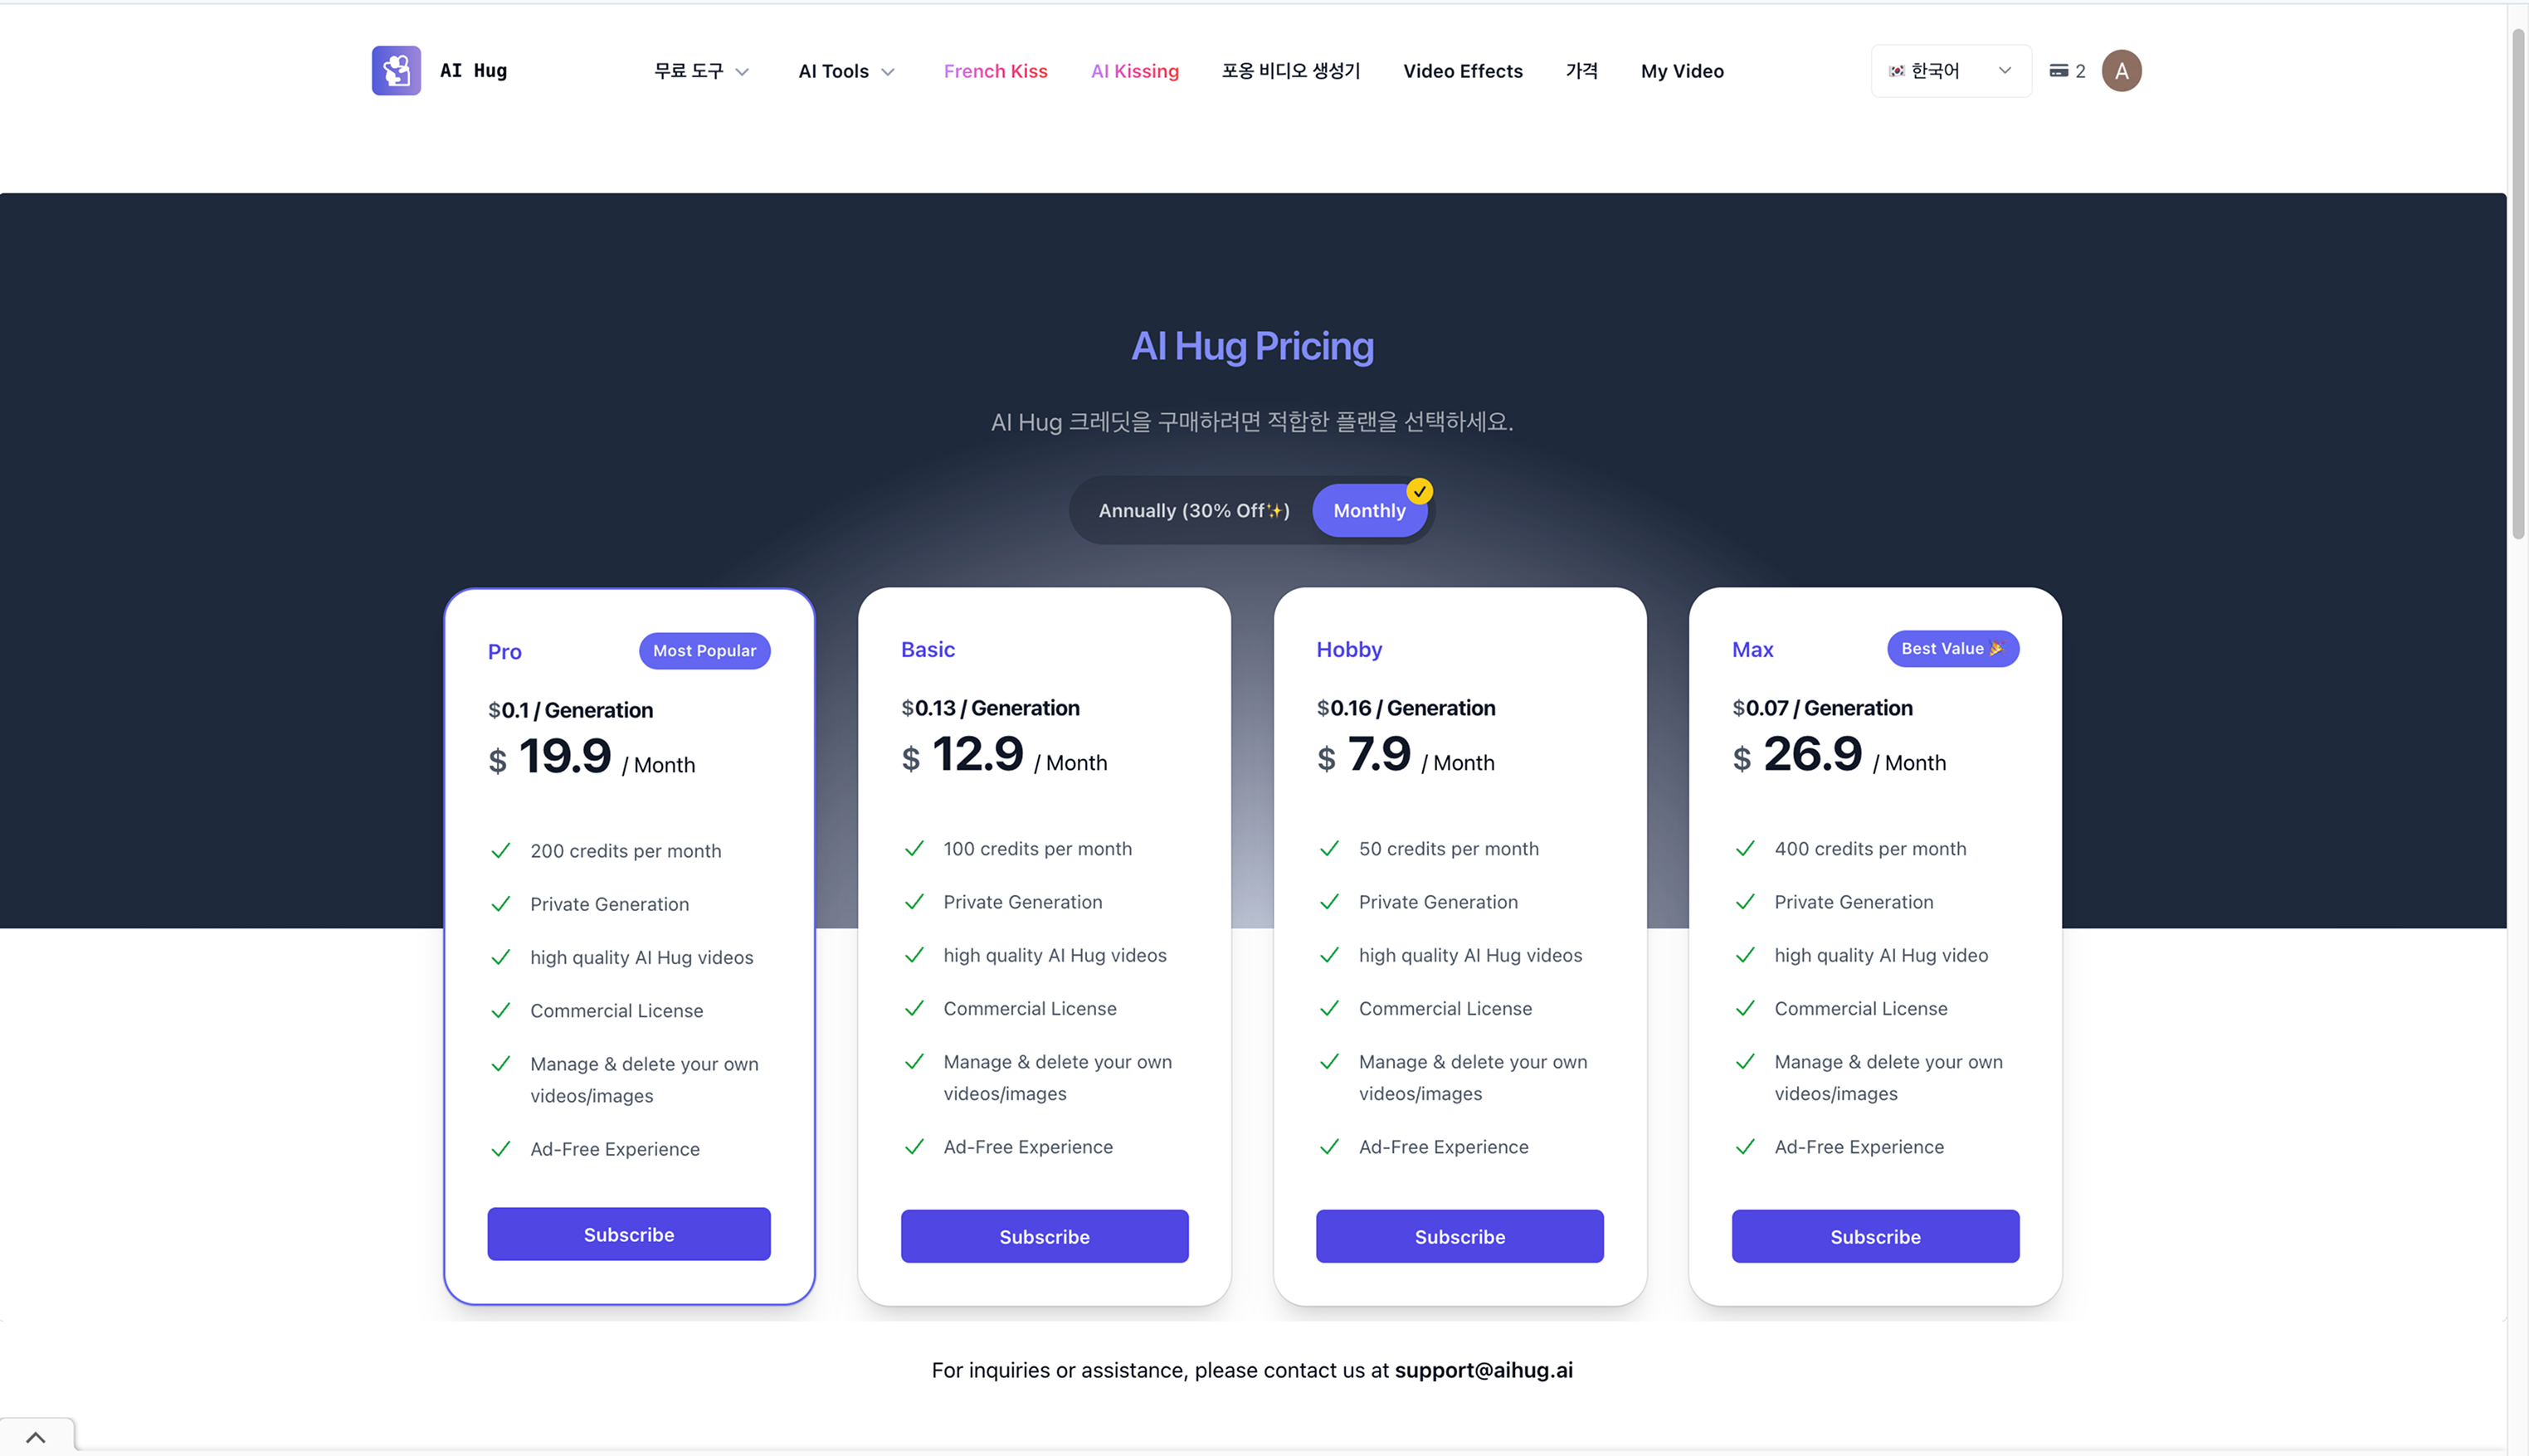 AI Hug
무료 도구
AI Tools
French Kiss
AI Kissing
포옹 비디오 생성기
Video Effects
가격
My Video
🇰🇷 한국어
2
A
AI Hug Pricing
AI Hug 크레딧을 구매하려면 적합한 플랜을 선택하세요.
Annually (30% Off✨)
Monthly
Pro
Most Popular
$0.1 / Generation
$ 19.9 / Month
200 credits per month
Private Generation
high quality AI Hug videos
Commercial License
Manage & delete your own
videos/images
Ad-Free Experience
Subscribe
Basic
$0.13 / Generation
$ 12.9 / Month
100 credits per month
Private Generation
high quality AI Hug videos
Commercial License
Manage & delete your own
videos/images
Ad-Free Experience
Subscribe
Hobby
$0.16 / Generation
$ 7.9 / Month
50 credits per month
Private Generation
high quality AI Hug videos
Commercial License
Manage & delete your own
videos/images
Ad-Free Experience
Subscribe
Max
Best Value 🎉
$0.07 / Generation
$ 26.9 / Month
400 credits per month
Private Generation
high quality AI Hug video
Commercial License
Manage & delete your own
videos/images
Ad-Free Experience
Subscribe
For inquiries or assistance, please contact us at support@aihug.ai